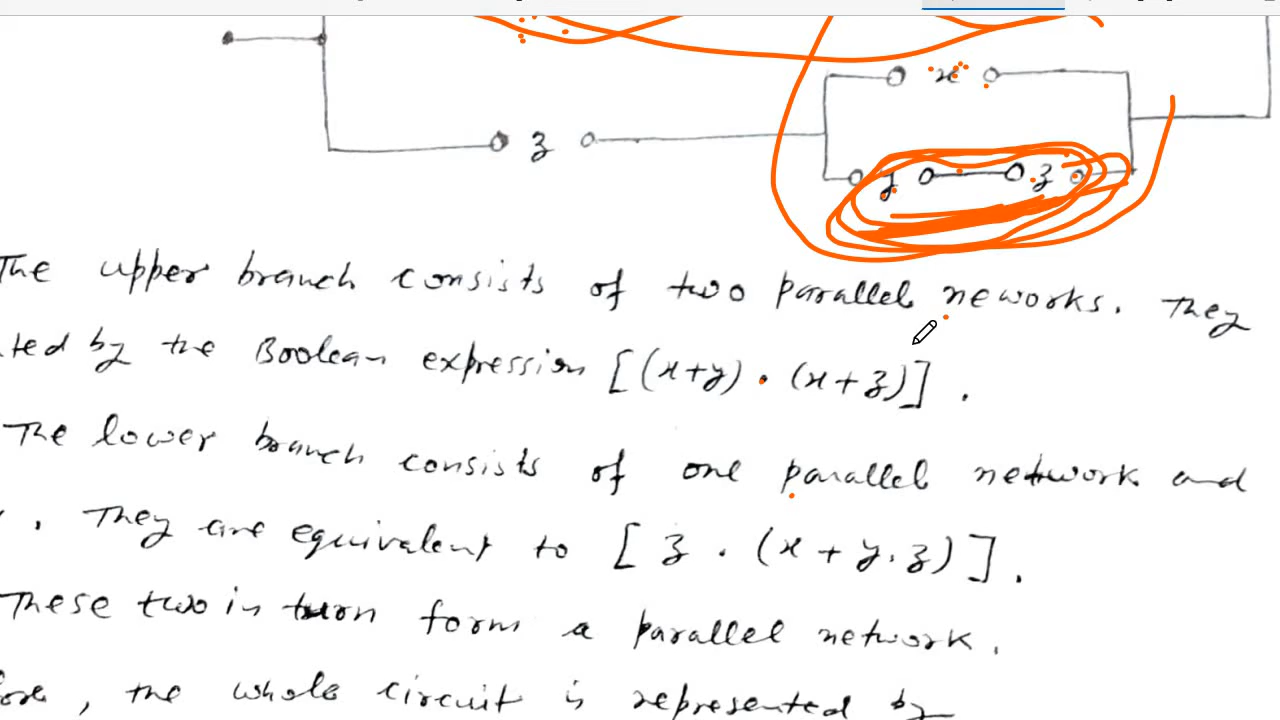 x
z
y z
The upper branch consists of two parallel neworks. They
ted by the Boolean expression [(x+y) . (x+z)] .
The lower branch consists of one parallel network and
. They are equivalent to [z . (x + y.z)].
These two in turn form a parallel network.
fore, the whole circuit is represented by